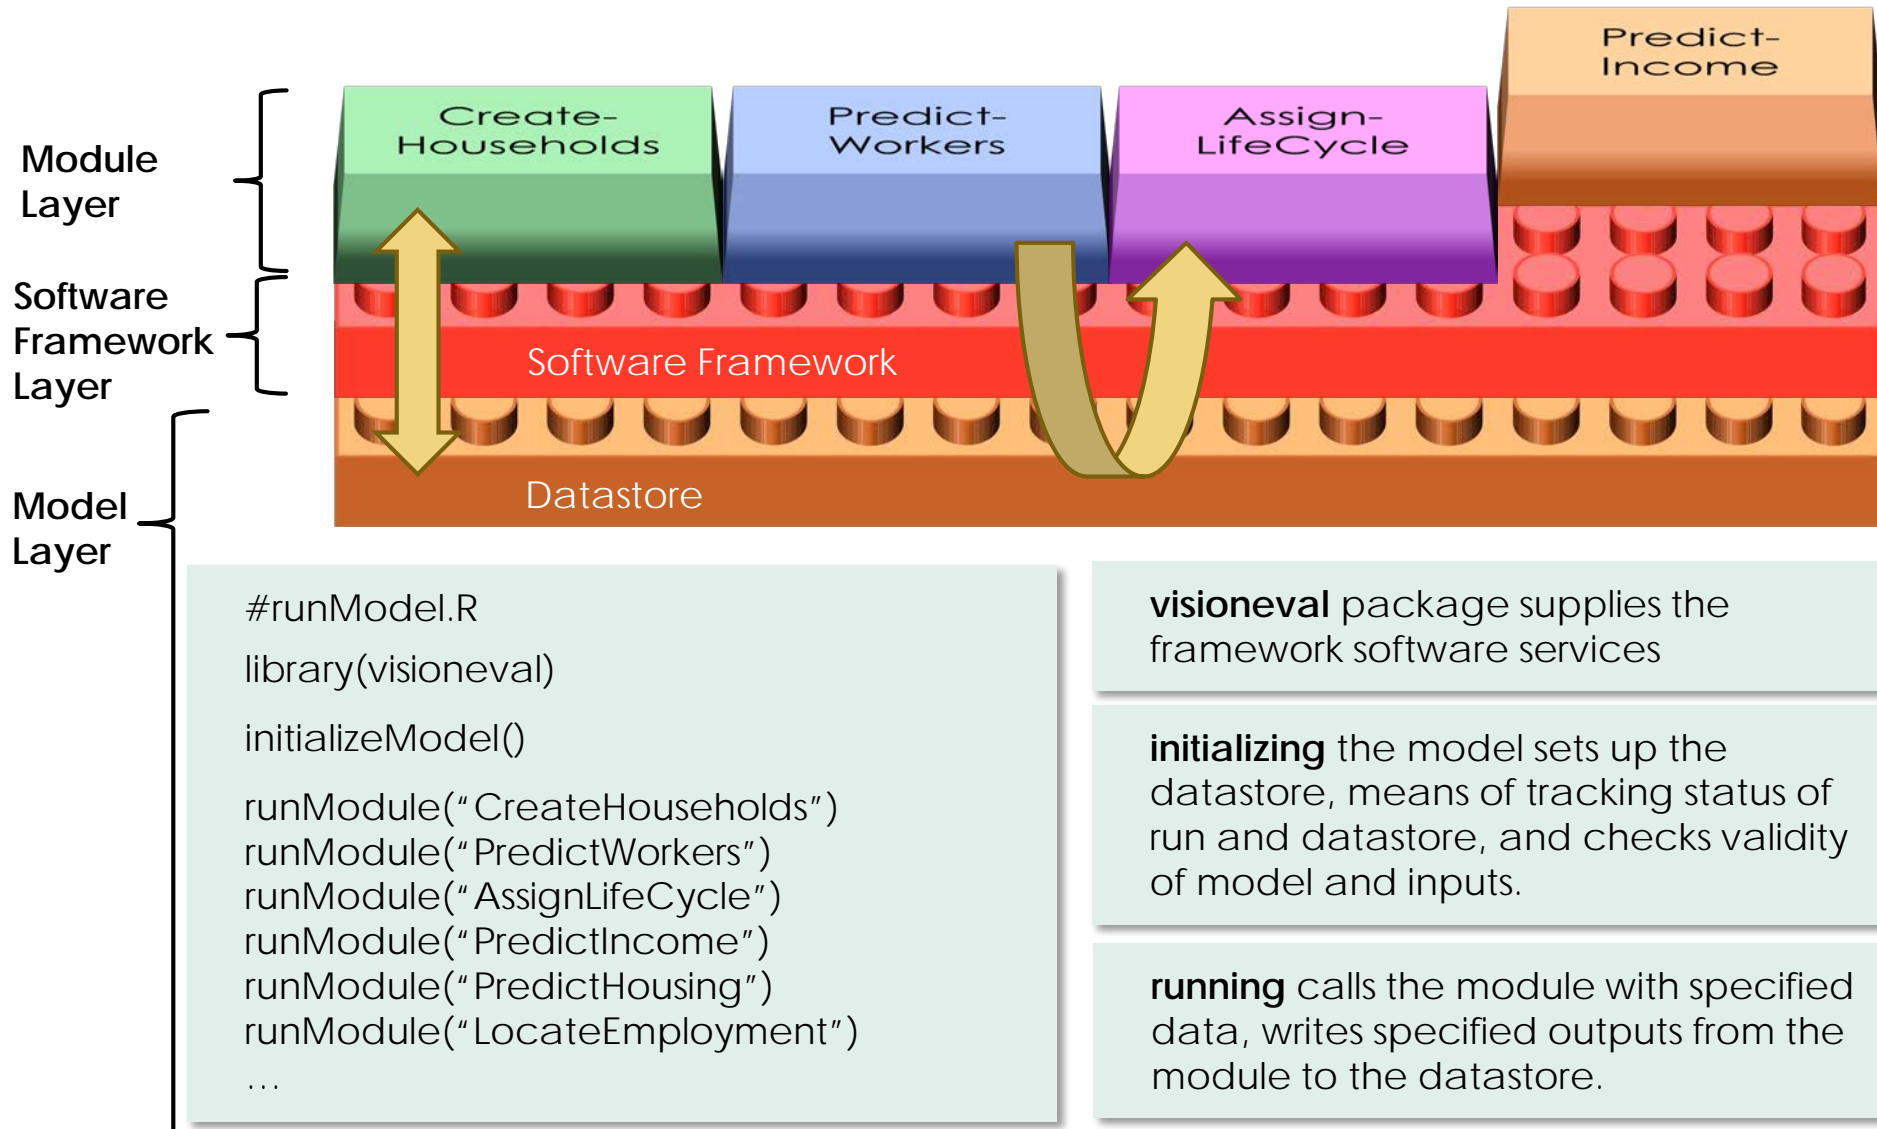 Create-
Households
Predict-
Workers
Assign-
LifeCycle
Predict-
Income
Module
Layer
Software
Framework
Layer
Software Framework
Model
Layer
Datastore
#runModel.R
library(visioneval)
initializeModel()
runModule(“CreateHouseholds”)
runModule(“PredictWorkers”)
runModule(“AssignLifeCycle”)
runModule(“PredictIncome”)
runModule(“PredictHousing”)
runModule(“LocateEmployment”)
…
visioneval package supplies the
framework software services
initializing the model sets up the
datastore, means of tracking status of
run and datastore, and checks validity
of model and inputs.
running calls the module with specified
data, writes specified outputs from the
module to the datastore.